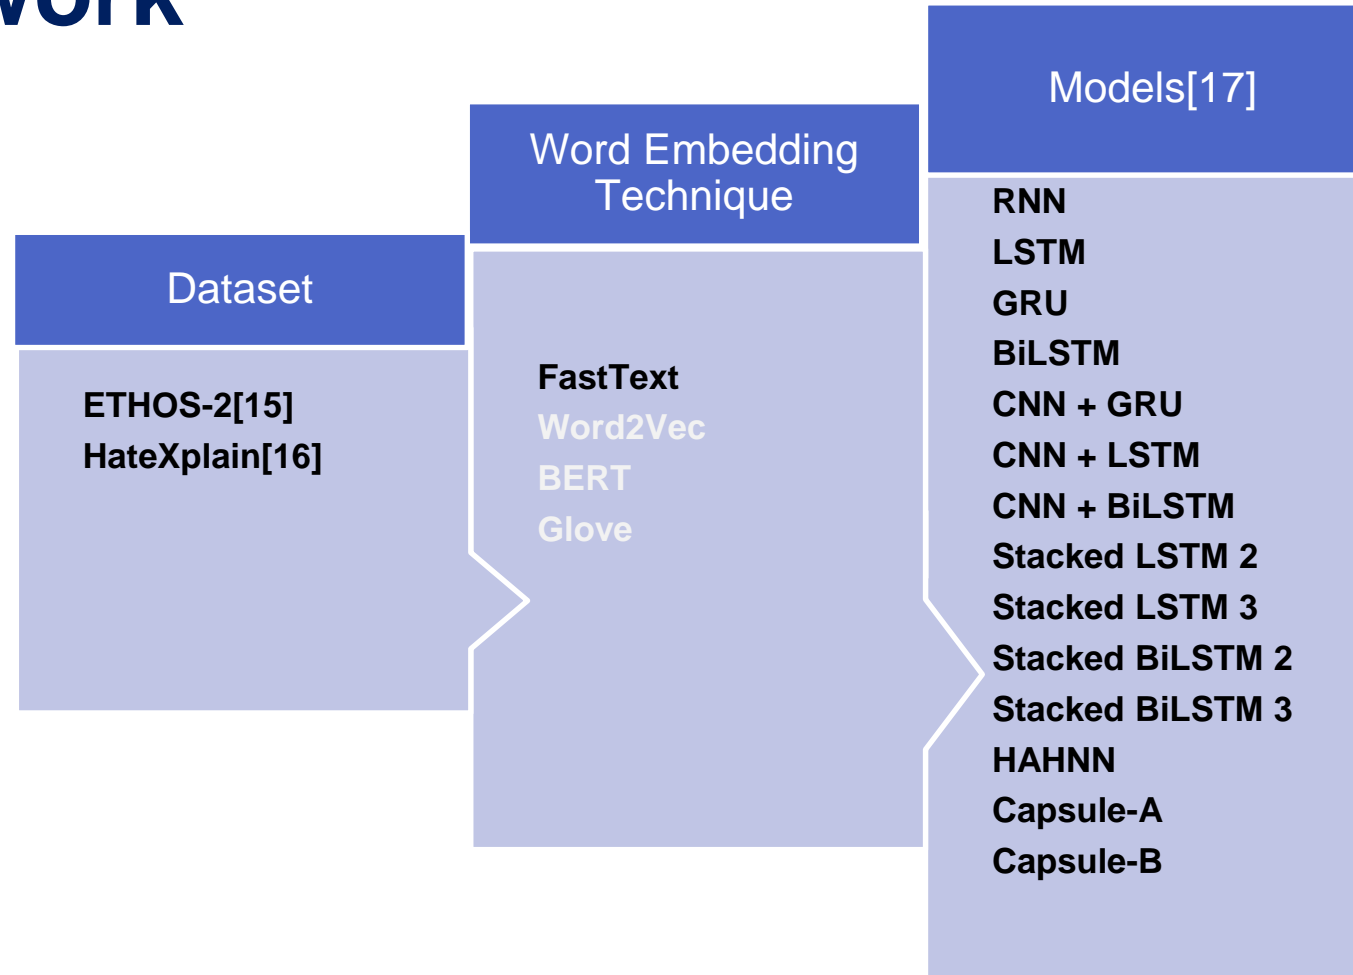 work
Dataset
ETHOS-2[15]
HateXplain[16]
Word Embedding
Technique
FastText
Word2Vec
BERT
Glove
Models[17]
RNN
LSTM
GRU
BiLSTM
CNN + GRU
CNN + LSTM
CNN + BiLSTM
Stacked LSTM 2
Stacked LSTM 3
Stacked BiLSTM 2
Stacked BiLSTM 3
HAHNN
Capsule-A
Capsule-B